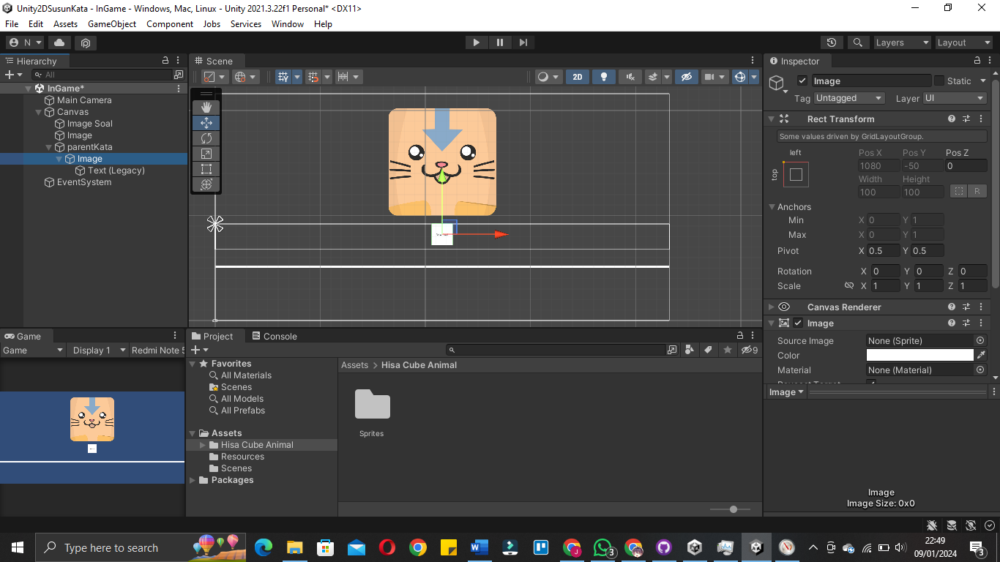 Unity2DSusunKata - InGame - Windows, Mac, Linux - Unity 2021.3.22f1 Personal* <DX11>
File Edit Assets GameObject Component Jobs Services Window Help
N Layers Layout
Hierarchy
All
InGame*
Main Camera
Canvas
Image Soal
Image
parentKata
Image
Text (Legacy)
EventSystem
Scene
2D
Inspector
Image Static
Tag Untagged Layer UI
Rect Transform
Some values driven by GridLayoutGroup.
left Pos X Pos Y Pos Z
top 1080 -50 0
Width Height
100 100 R
Anchors
Min X 0 Y 1
Max X 0 Y 1
Pivot X 0.5 Y 0.5
Rotation X 0 Y 0 Z 0
Scale X 1 Y 1 Z 1
Canvas Renderer
Image
Source Image None (Sprite)
Color
Material None (Material)
Raycast Target
Image
Image
Image Size: 0x0
Game
Game Display 1 Redmi Note 5
Project Console
9
Favorites
All Materials
Scenes
All Models
All Prefabs
Assets
Hisa Cube Animal
Resources
Scenes
Packages
Assets > Hisa Cube Animal
Sprites
Type here to search
3
22:49
09/01/2024
3